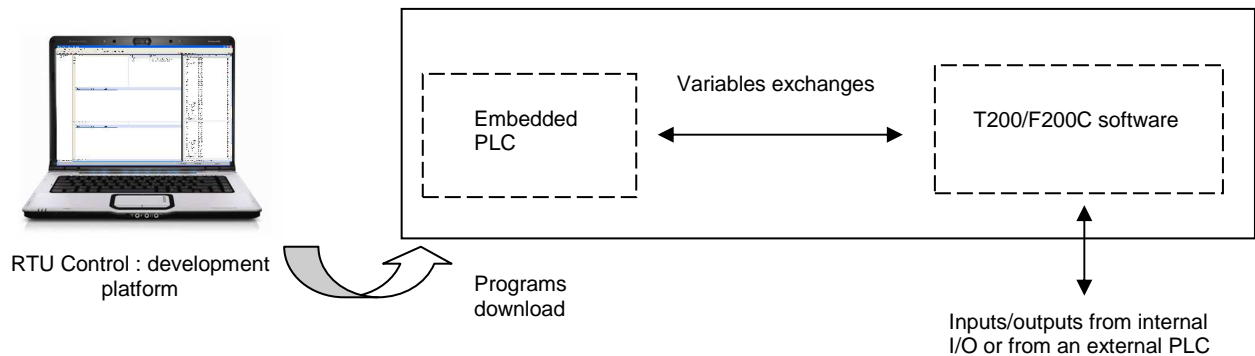 Embedded
PLC
Variables exchanges
T200/F200C software
RTU Control : development
platform
Programs
download
Inputs/outputs from internal
I/O or from an external PLC